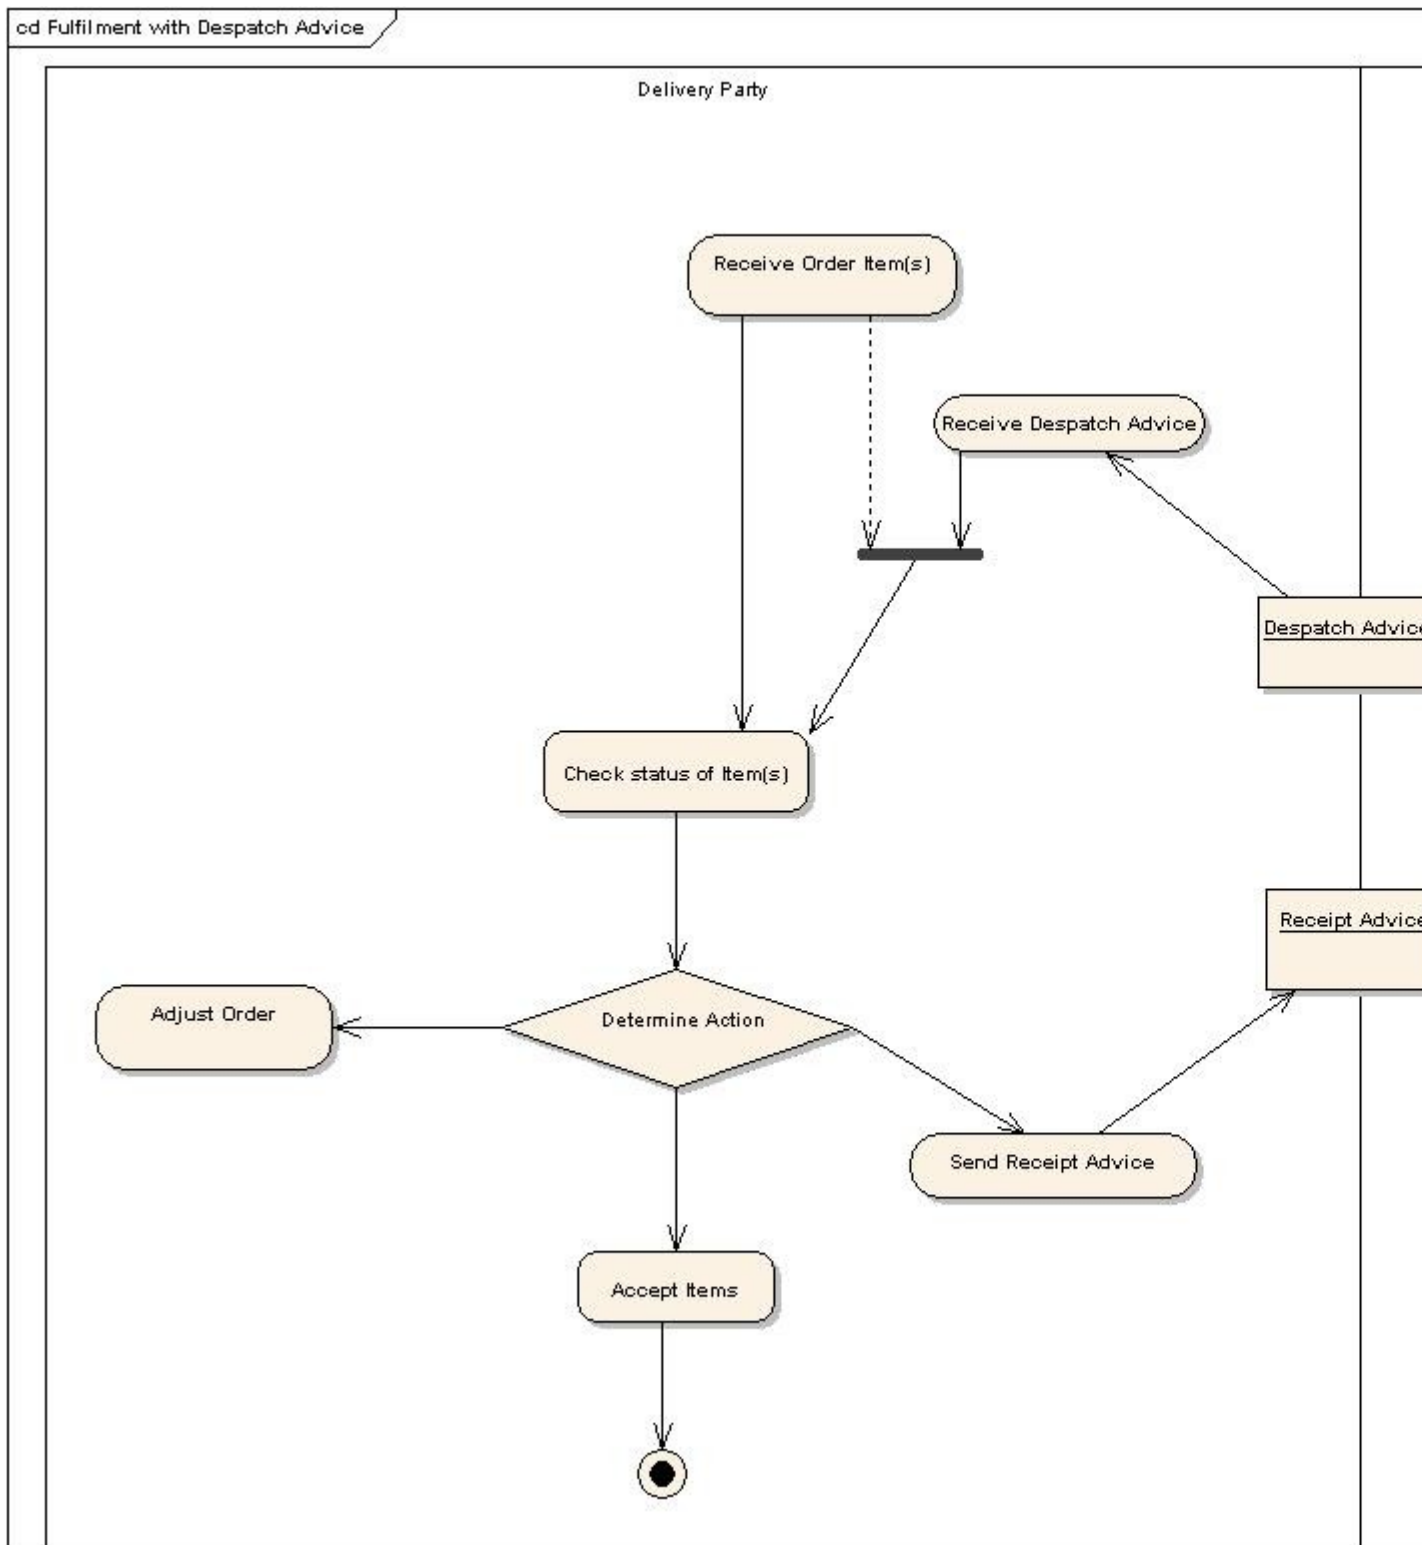 cd Fulfilment with Despatch Advice
Delivery Party
Receive Order Item(s)
Receive Despatch Advice
Despatch Advice
Check status of Item(s)
Receipt Advice
Adjust Order
Determine Action
Send Receipt Advice
Accept Items